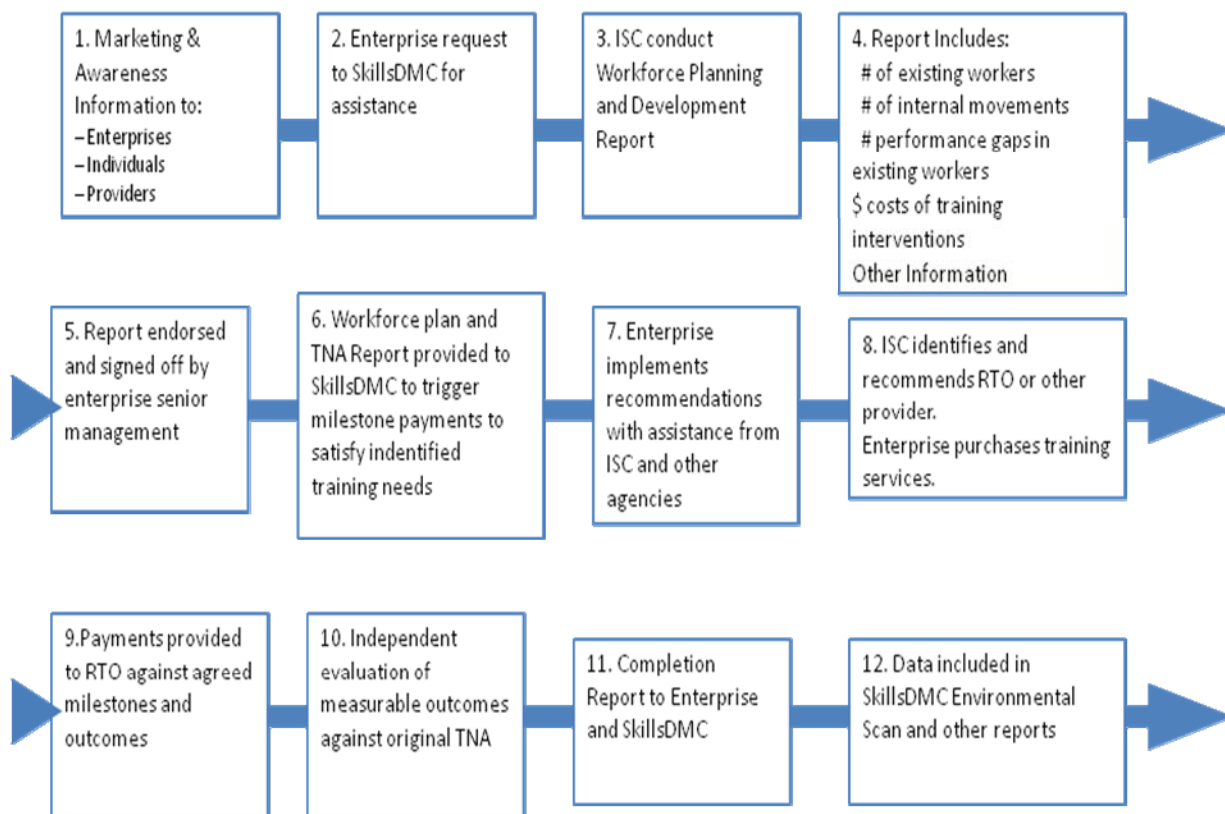 1. Marketing &
Awareness
Information to:
–Enterprises
–Individuals
–Providers
2. Enterprise request
to SkillsDMC for
assistance
3. ISC conduct
Workforce Planning
and Development
Report
4. Report Includes:
# of existing workers
# of internal movements
# performance gaps in
existing workers
$ costs of training
interventions
Other Information
5. Report endorsed
and signed off by
enterprise senior
management
6. Workforce plan and
TNA Report provided to
SkillsDMC to trigger
milestone payments to
satisfy indentified
training needs
7. Enterprise
implements
recommendations
with assistance from
ISC and other
agencies
8. ISC identifies and
recommends RTO or other
provider.
Enterprise purchases training
services.
9.Payments provided
to RTO against agreed
milestones and
outcomes
10. Independent
evaluation of
measurable outcomes
against original TNA
11. Completion
Report to Enterprise
and SkillsDMC
12. Data included in
SkillsDMC Environmental
Scan and other reports